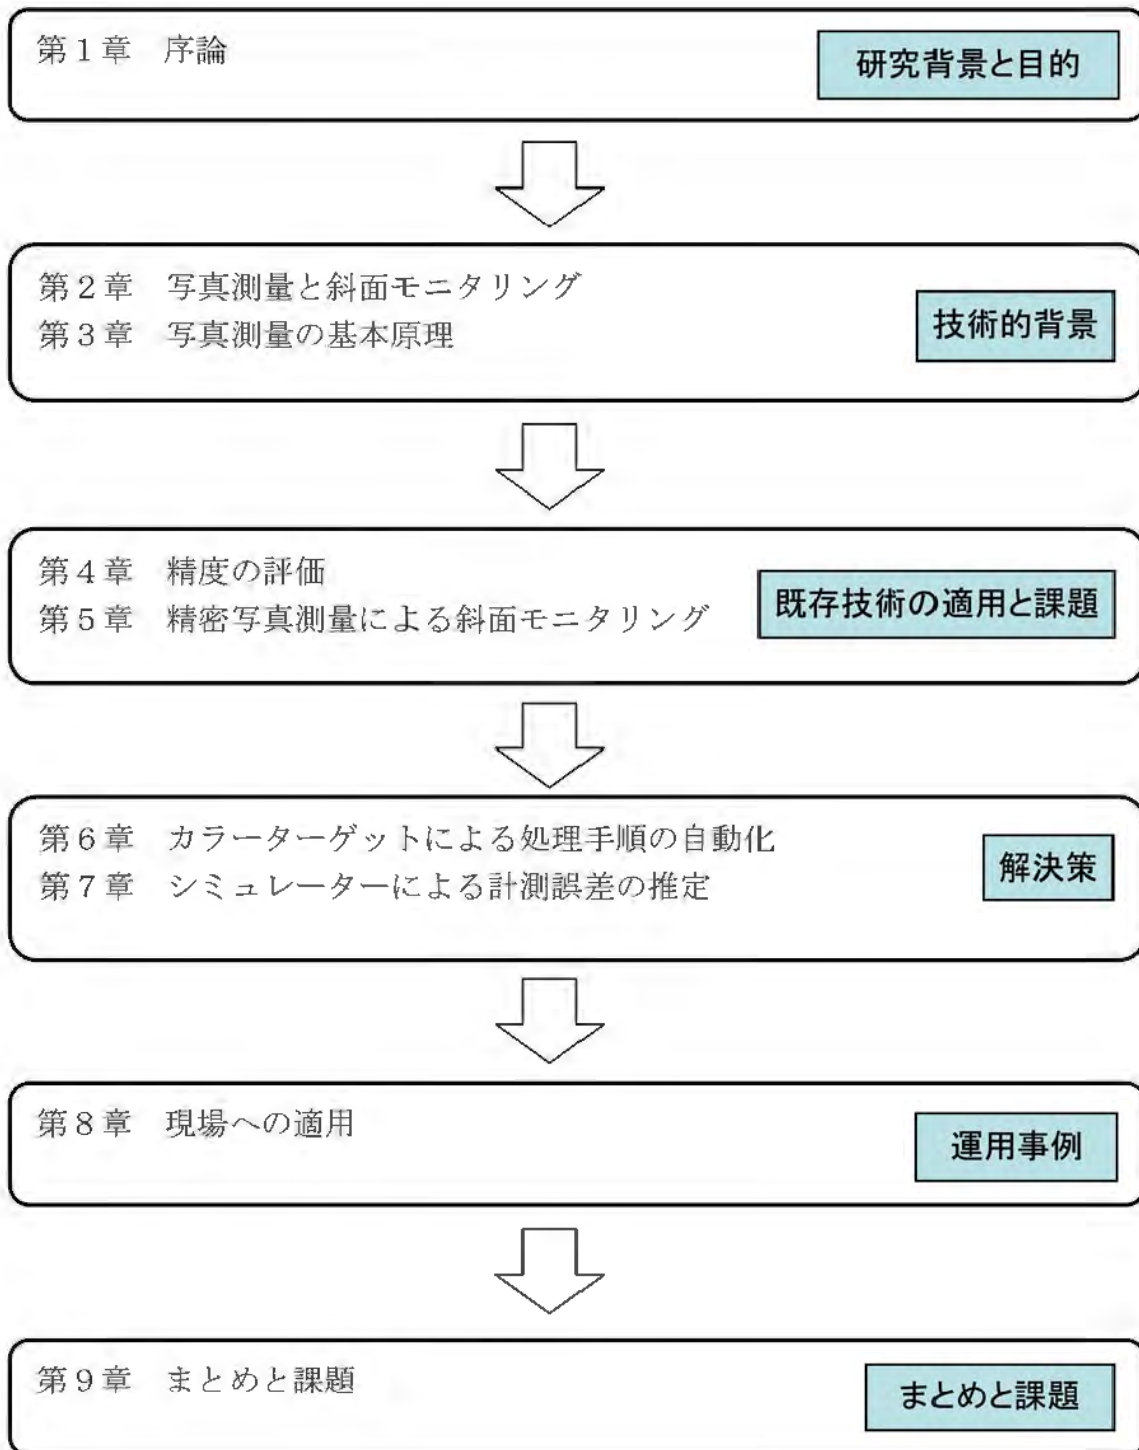 第１章　序論
研究背景と目的
第２章　写真測量と斜面モニタリング
第３章　写真測量の基本原理
技術的背景
第４章　精度の評価
第５章　精密写真測量による斜面モニタリング
既存技術の適用と課題
第６章　カラーターゲットによる処理手順の自動化
第７章　シミュレーターによる計測誤差の推定
解決策
第８章　現場への適用
運用事例
第９章　まとめと課題
まとめと課題